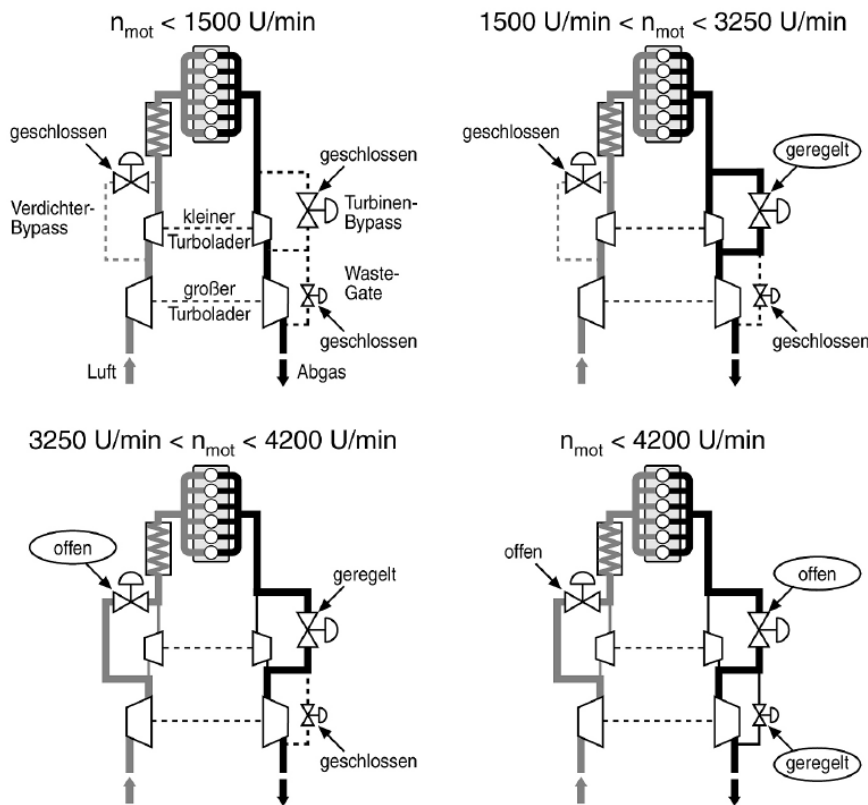 n_mot < 1500 U/min
geschlossen
geschlossen
Verdichter-
Bypass
kleiner
Turbolader
Turbinen-
Bypass
großer
Turbolader
Waste-
Gate
geschlossen
Luft
Abgas
1500 U/min < n_mot < 3250 U/min
geschlossen
geregelt
geschlossen
3250 U/min < n_mot < 4200 U/min
offen
geregelt
geschlossen
n_mot < 4200 U/min
offen
offen
geregelt